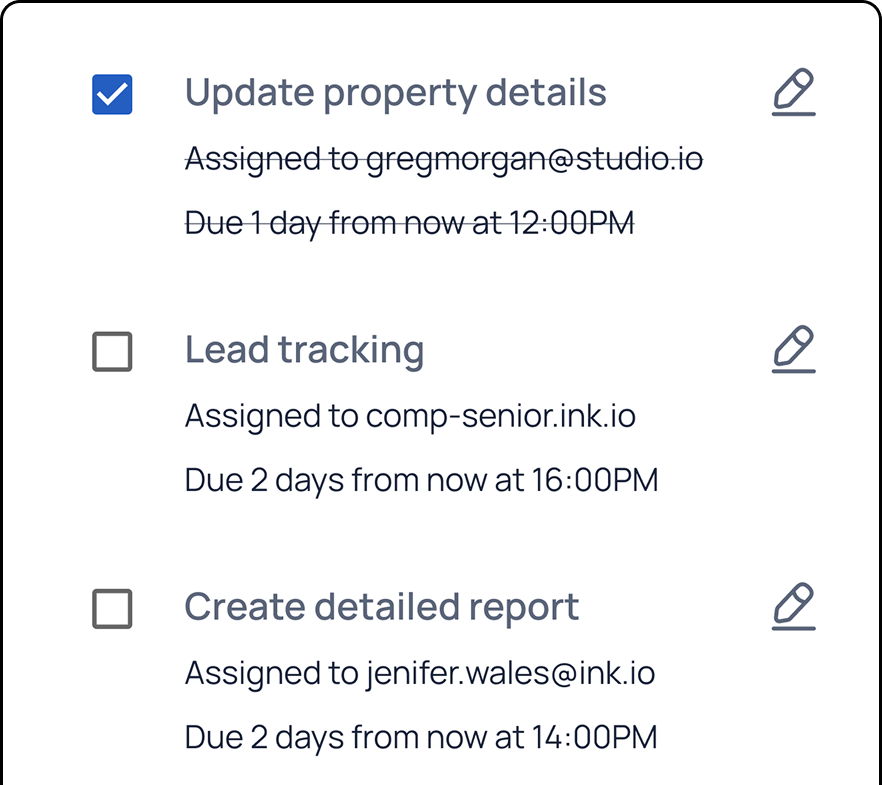 Update property details
Assigned to gregmorgan@studio.io
Due 1 day from now at 12:00PM
Lead tracking
Assigned to comp-senior.ink.io
Due 2 days from now at 16:00PM
Create detailed report
Assigned to jenifer.wales@ink.io
Due 2 days from now at 14:00PM